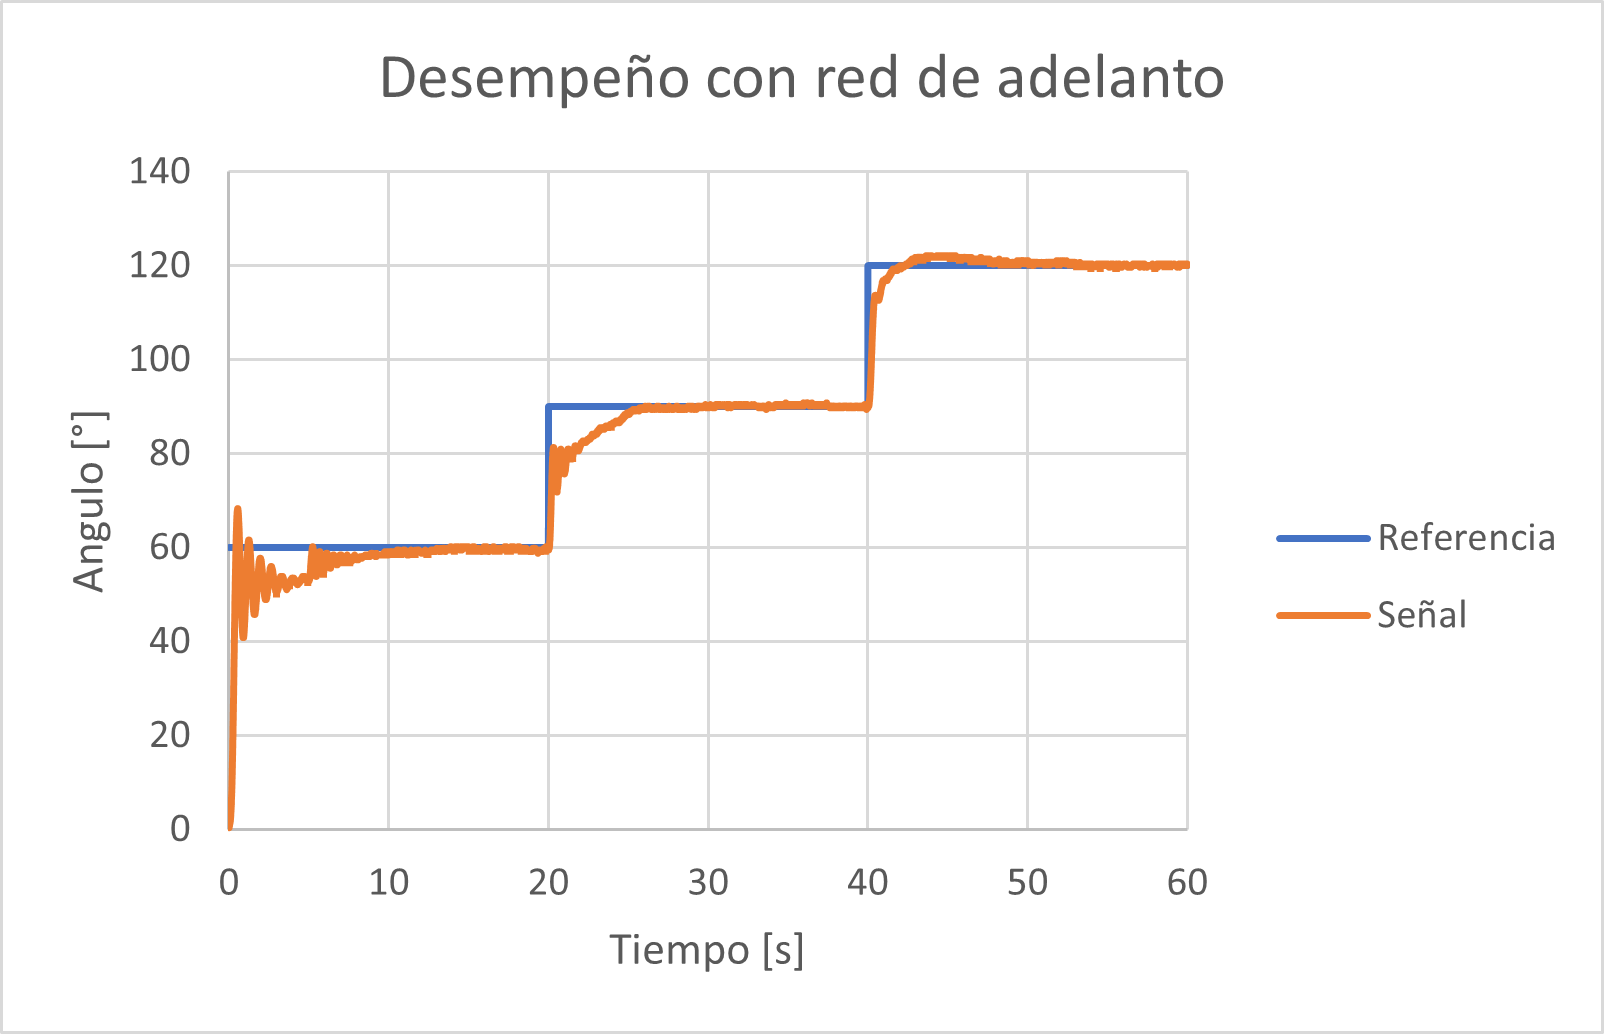 Desempeño con red de adelanto
140
120
100
80
60
40
20
0
0 10 20 30 40 50 60
Angulo [°]
Tiempo [s]
Referencia
Señal